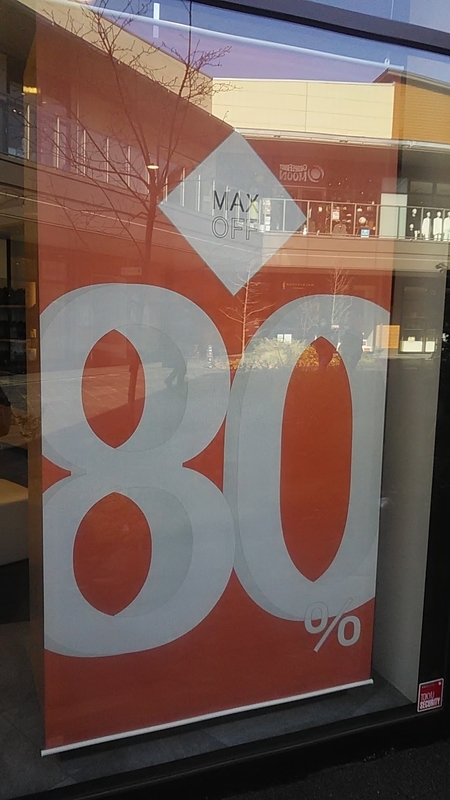 MAX
OFF
80
%
TOKYU
SECURITY